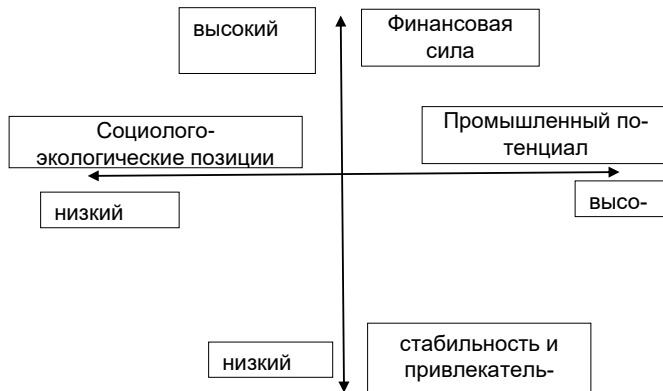 высокий
Финансовая
сила
Социолого-
экологические позиции
Промышленный по-
тенциал
низкий
высо-
низкий
стабильность и
привлекатель-